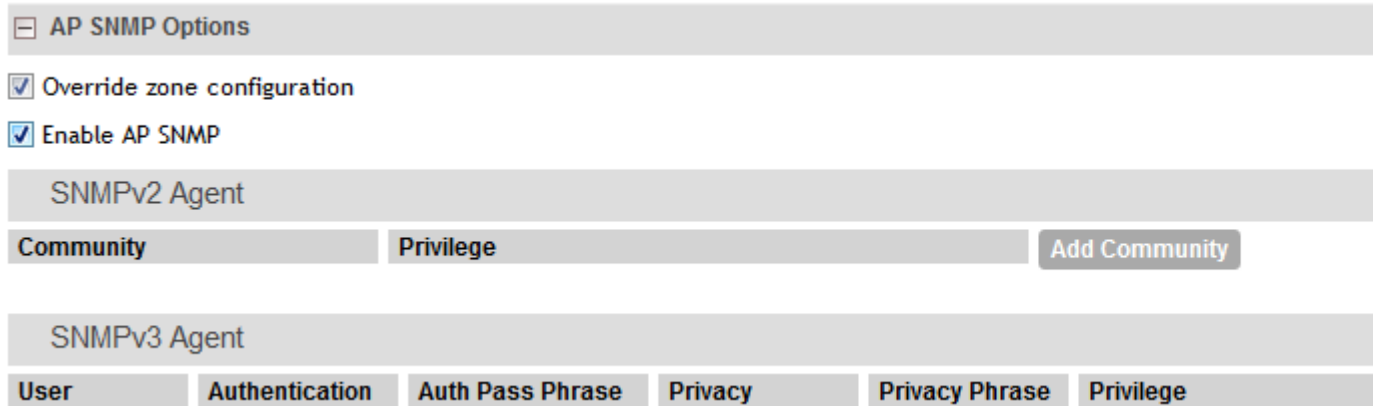 AP SNMP Options
Override zone configuration
Enable AP SNMP
SNMPv2 Agent
Community Privilege Add Community
SNMPv3 Agent
User Authentication Auth Pass Phrase Privacy Privacy Phrase Privilege